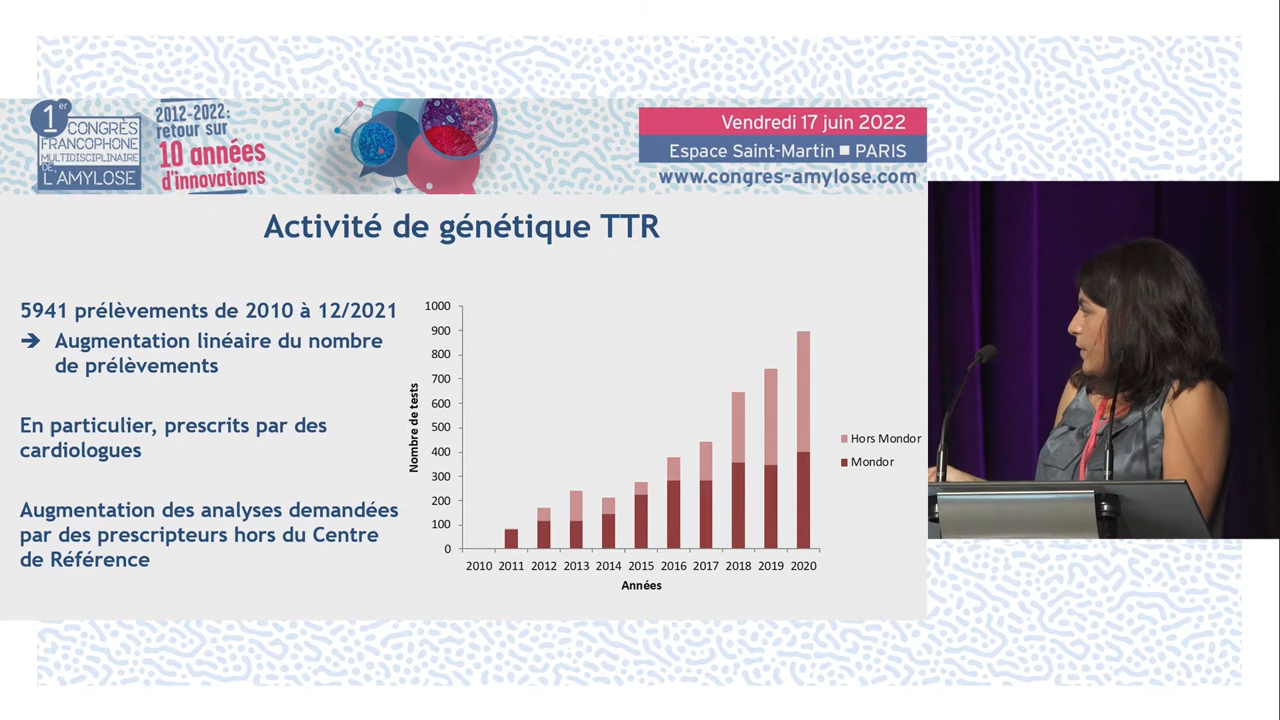 1er
CONGRÈS
FRANCOPHONE
MULTIDISCIPLINAIRE
DE
L'AMYLOSE
2012-2022:
retour sur
10 années
d'innovations
Vendredi 17 juin 2022
Espace Saint-Martin ■ PARIS
www.congres-amylose.com
Activité de génétique TTR
5941 prélèvements de 2010 à 12/2021
➔ Augmentation linéaire du nombre
de prélèvements
En particulier, prescrits par des
cardiologues
Augmentation des analyses demandées
par des prescripteurs hors du Centre
de Référence
Nombre de tests
1000
900
800
700
600
500
400
300
200
100
0
2010 2011 2012 2013 2014 2015 2016 2017 2018 2019 2020
Années
Hors Mondor
Mondor